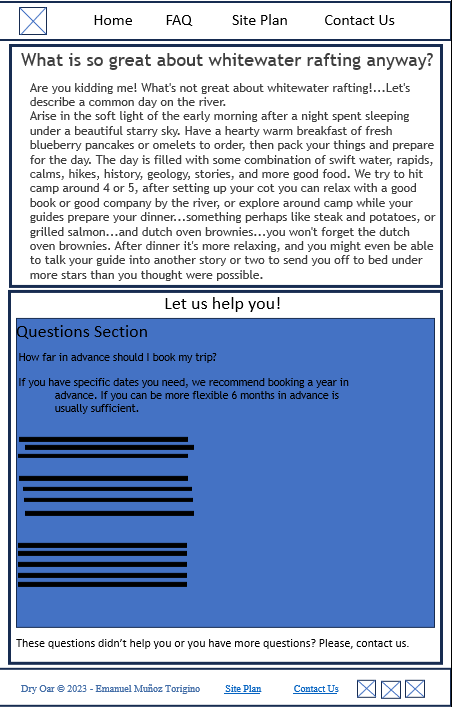 Home FAQ Site Plan Contact Us
What is so great about whitewater rafting anyway?
Are you kidding me! What's not great about whitewater rafting!...Let's
describe a common day on the river.
Arise in the soft light of the early morning after a night spent sleeping
under a beautiful starry sky. Have a hearty warm breakfast of fresh
blueberry pancakes or omelets to order, then pack your things and prepare
for the day. The day is filled with some combination of swift water, rapids,
calms, hikes, history, geology, stories, and more good food. We try to hit
camp around 4 or 5, after setting up your cot you can relax with a good
book or good company by the river, or explore around camp while your
guides prepare your dinner...something perhaps like steak and potatoes, or
grilled salmon...and dutch oven brownies...you won't forget the dutch
oven brownies. After dinner it's more relaxing, and you might even be able
to talk your guide into another story or two to send you off to bed under
more stars than you thought were possible.
Let us help you!
Questions Section
How far in advance should I book my trip?
If you have specific dates you need, we recommend booking a year in
advance. If you can be more flexible 6 months in advance is
usually sufficient.
These questions didn't help you or you have more questions? Please, contact us.
Dry Oar © 2023 - Emanuel Muñoz Torigino Site Plan Contact Us